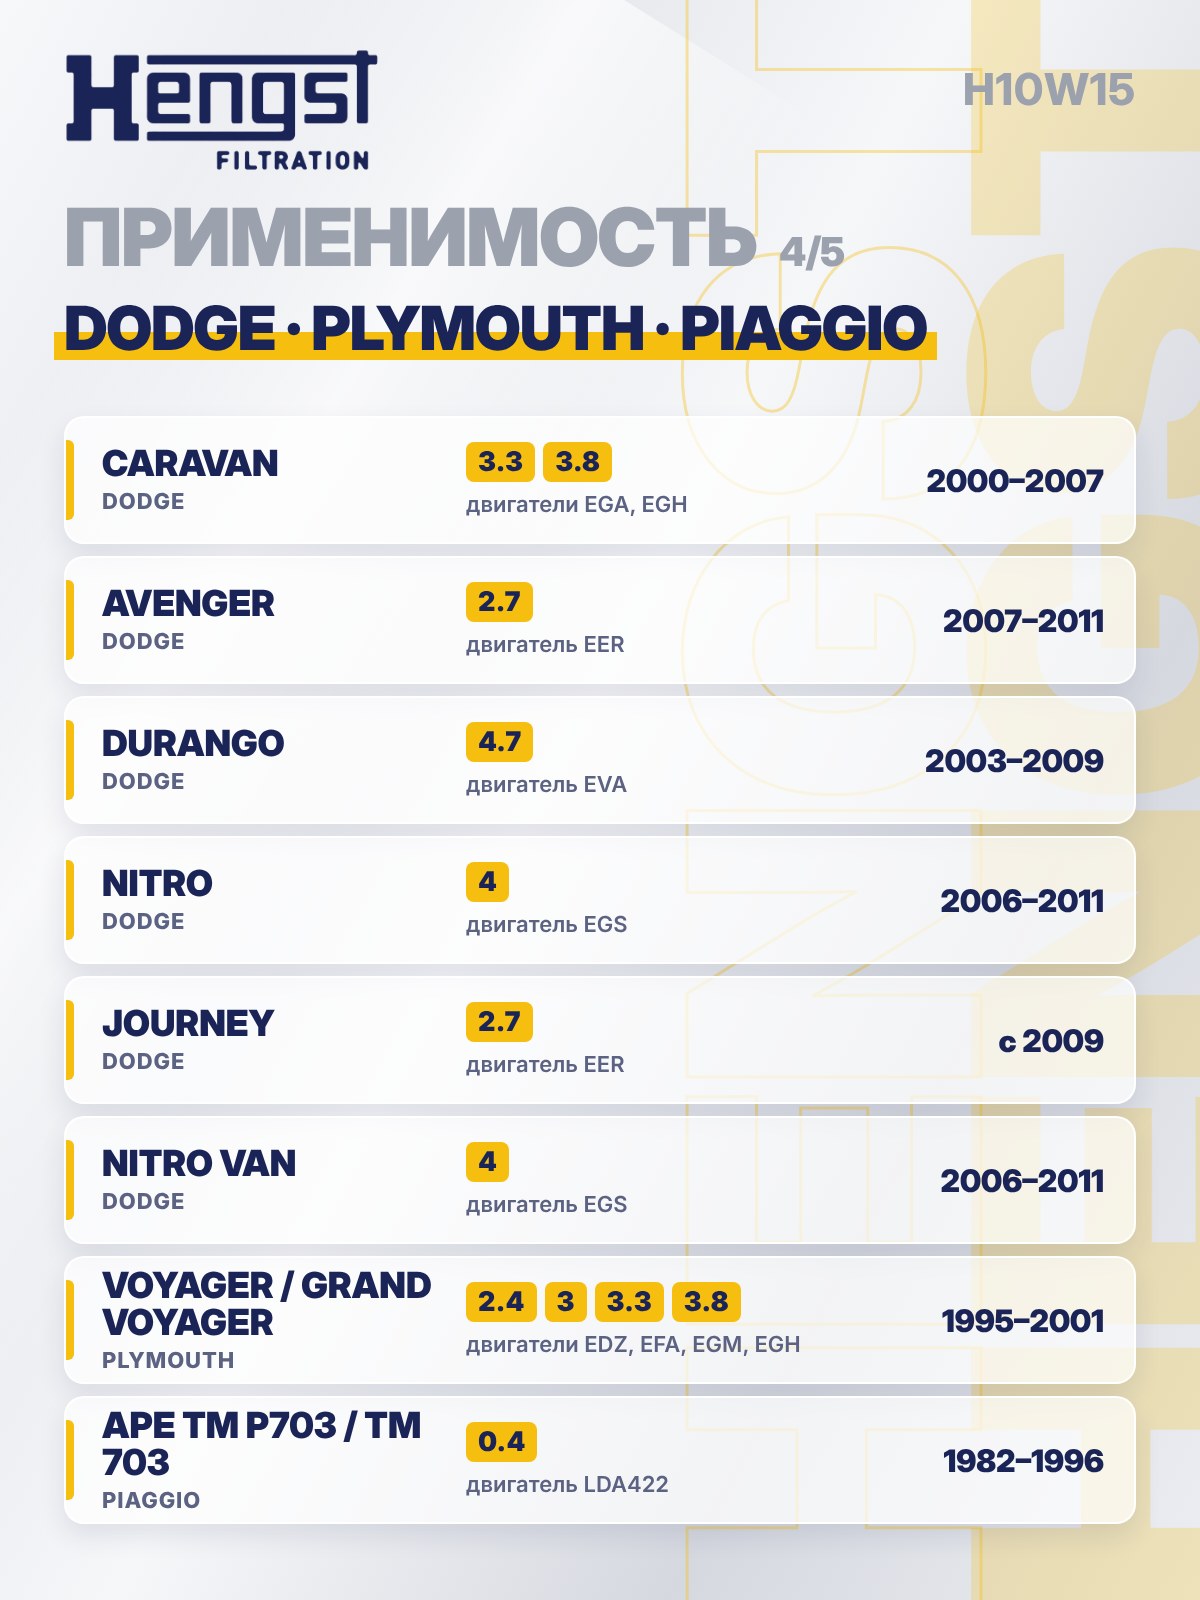 Hengst
FILTRATION
H10W15
ПРИМЕНИМОСТЬ 4/5
DODGE · PLYMOUTH · PIAGGIO
CARAVAN
DODGE
3.3 3.8
двигатели EGA, EGH
2000–2007
AVENGER
DODGE
2.7
двигатель EER
2007–2011
DURANGO
DODGE
4.7
двигатель EVA
2003–2009
NITRO
DODGE
4
двигатель EGS
2006–2011
JOURNEY
DODGE
2.7
двигатель EER
с 2009
NITRO VAN
DODGE
4
двигатель EGS
2006–2011
VOYAGER / GRAND
VOYAGER
PLYMOUTH
2.4 3 3.3 3.8
двигатели EDZ, EFA, EGM, EGH
1995–2001
APE TM P703 / TM
703
PIAGGIO
0.4
двигатель LDA422
1982–1996
HENGST
HENGST